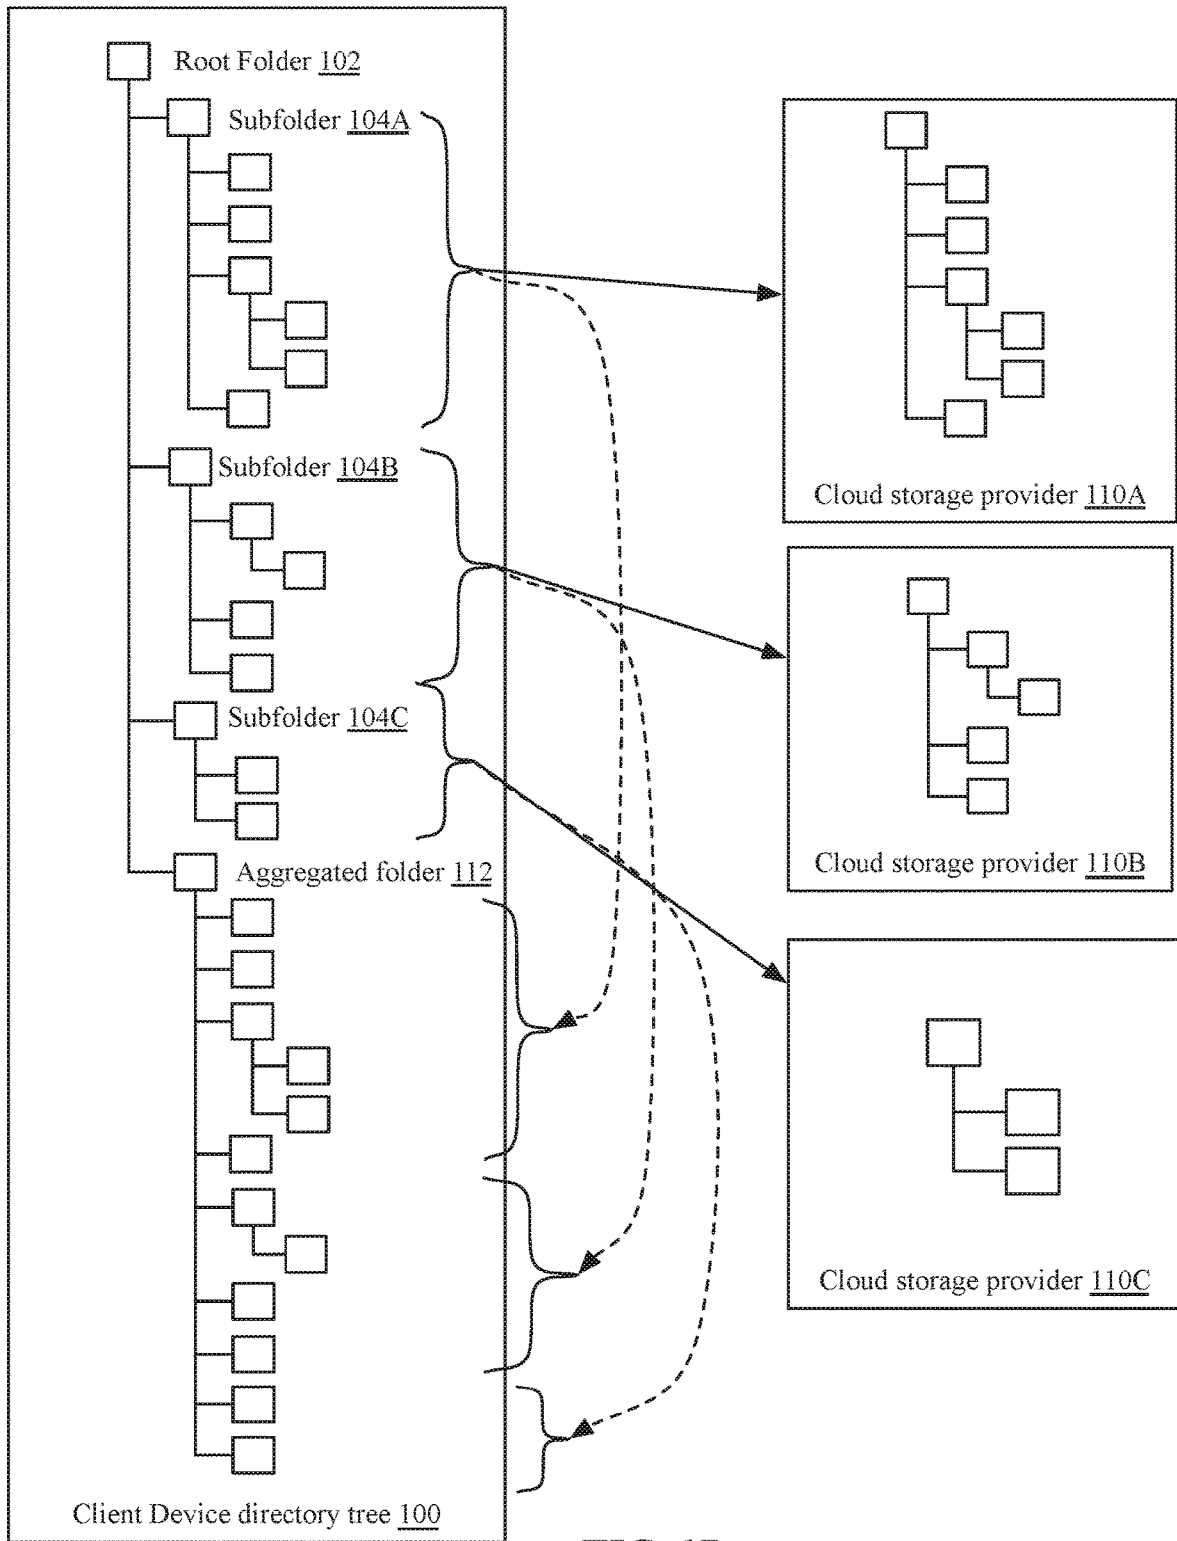 Root Folder 102
Subfolder 104A
Subfolder 104B
Subfolder 104C
Aggregated folder 112
Client Device directory tree 100
Cloud storage provider 110A
Cloud storage provider 110B
Cloud storage provider 110C